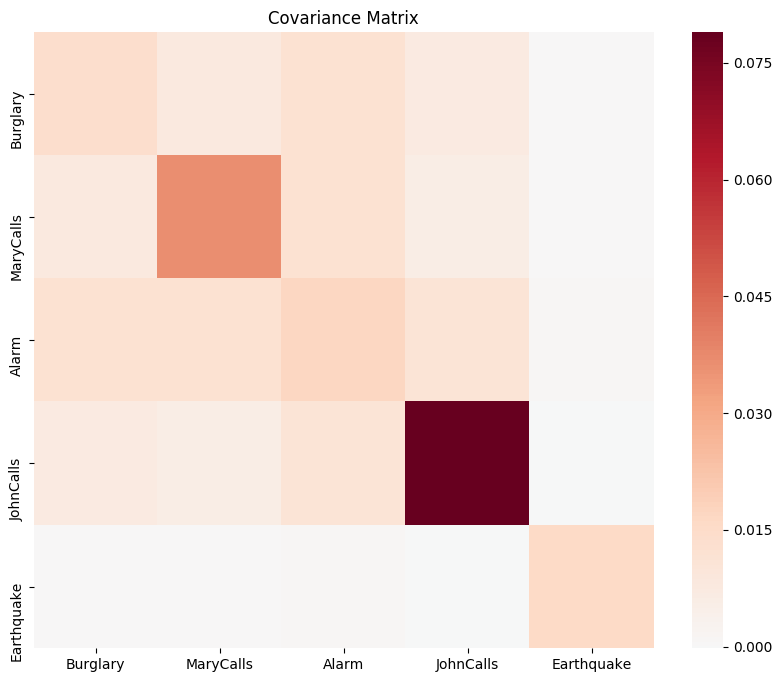 Covariance Matrix
Burglary
MaryCalls
Alarm
JohnCalls
Earthquake
Burglary
MaryCalls
Alarm
JohnCalls
Earthquake
0.075
0.060
0.045
0.030
0.015
0.000